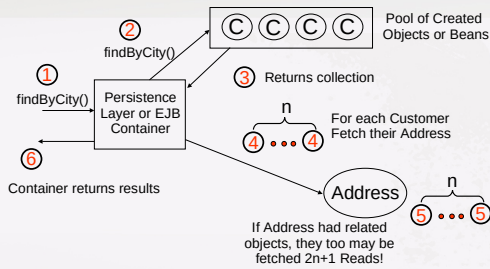 2
findByCity()
C C C C
Pool of Created
Objects or Beans
1
findByCity()
Persistence
Layer or EJB
Container
3 Returns collection
n
4 ••• 4
For each Customer
Fetch their Address
6
Container returns results
Address
n
5 ••• 5
If Address had related
objects, they too may be
fetched 2n+1 Reads!